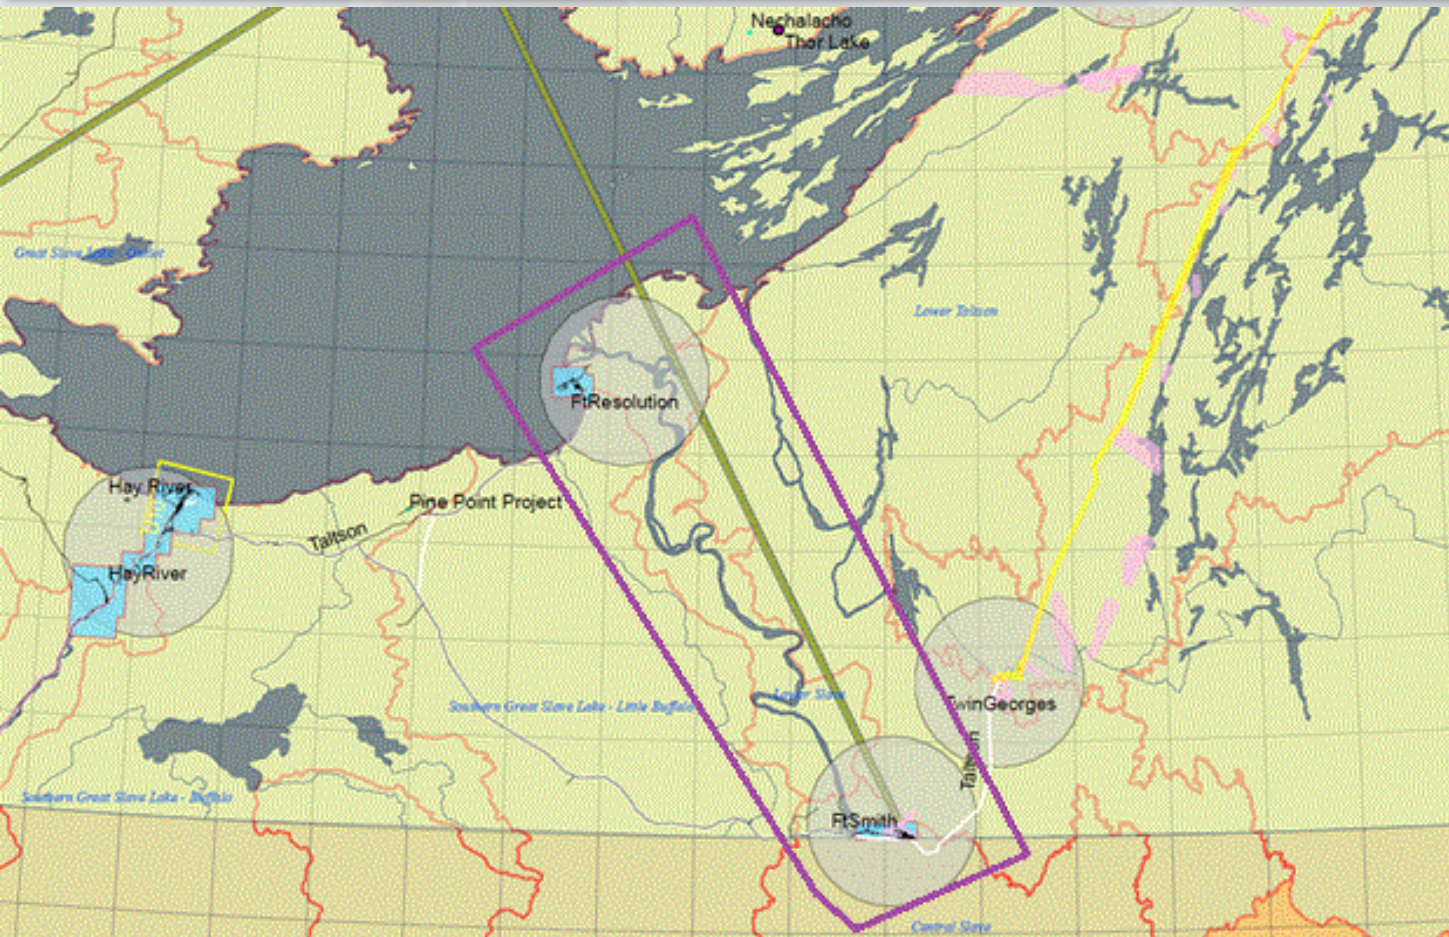 Nechalacho
Thor Lake
Great Slave Lake - Outlet
Lower Taltson
FtResolution
Hay River
Pine Point Project
Taltson
HayRiver
Lower Slave
Southern Great Slave Lake - Little Buffalo
TwinGeorges
Taltson
Southern Great Slave Lake - Buffalo
FtSmith
Central Slave